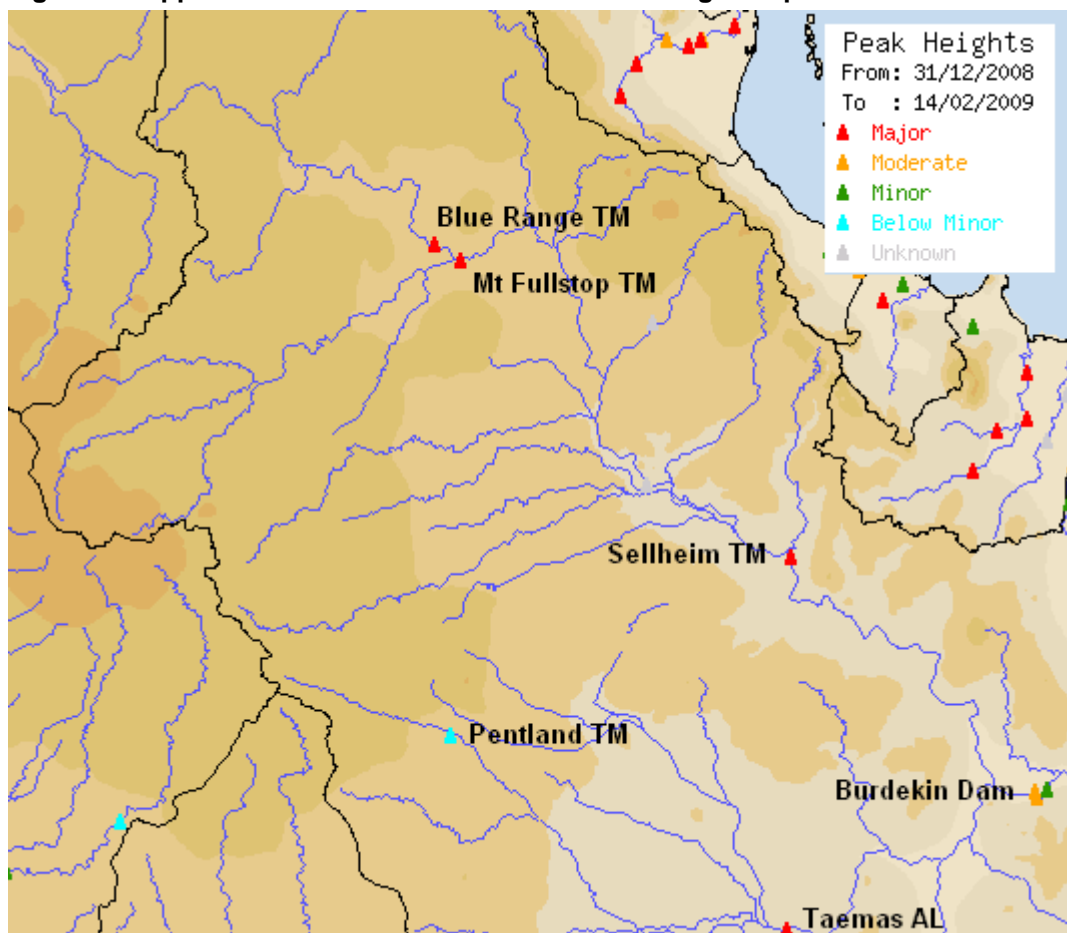 Peak Heights
From: 31/12/2008
To : 14/02/2009
Major
Moderate
Minor
Below Minor
Unknown
Blue Range TM
Mt Fullstop TM
Sellheim TM
Pentland TM
Burdekin Dam
Taemas AL